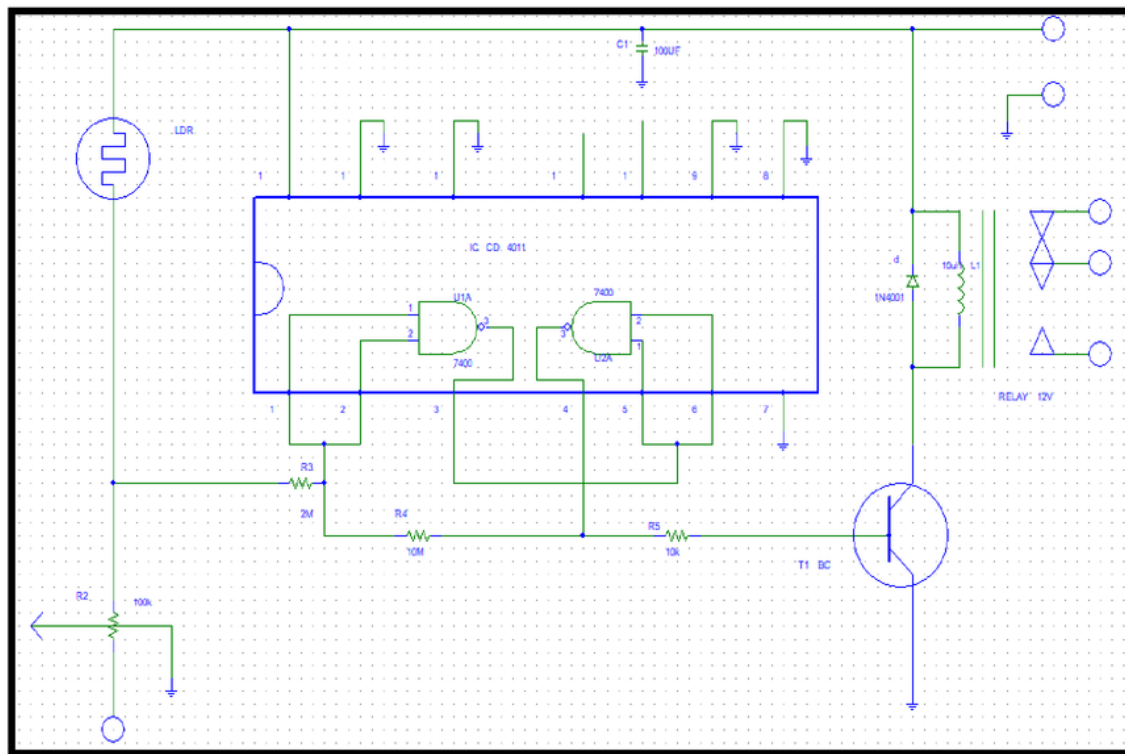 C1
100UF
LDR
1 1 1 1 1 9 8
IC CD 4011
U1A
7400
1
2
3
7400
3
2
1
U2A
d
1N4001
10uH L1
1 2 3 4 5 6 7
RELAY 12V
R3
2M
R4
10M
R5
10k
T1 BC
R2
100k